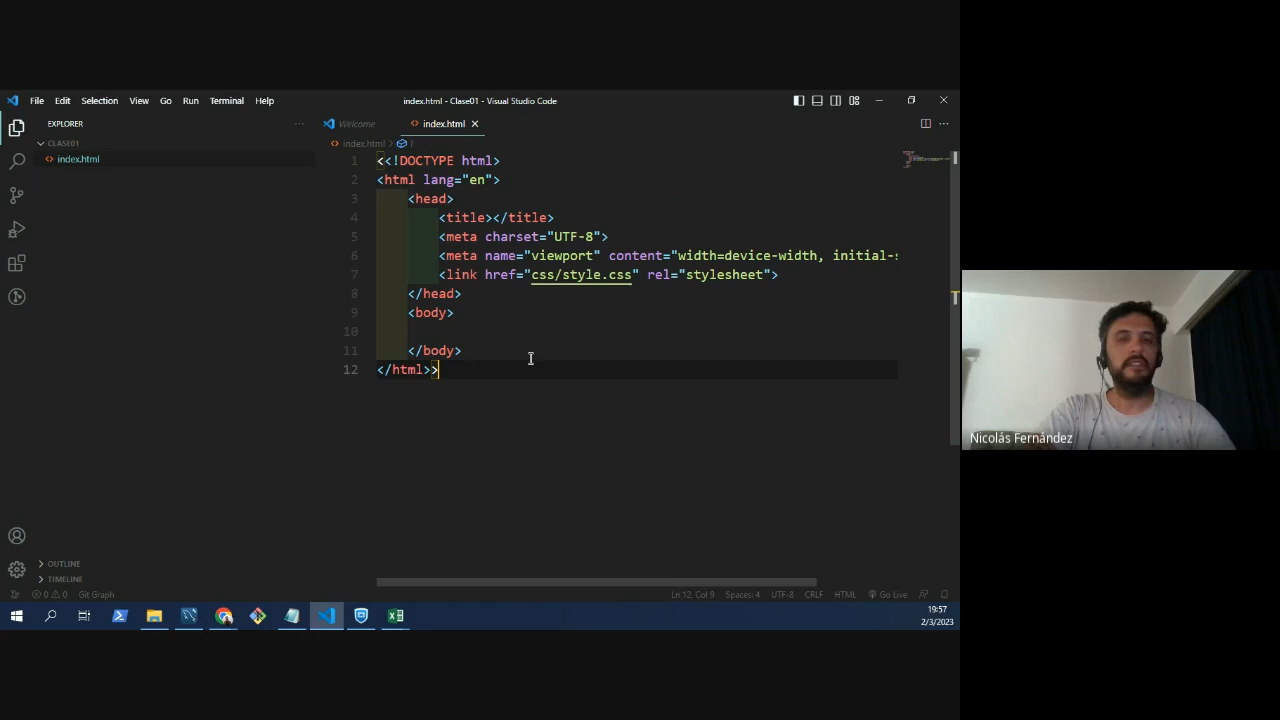 File Edit Selection View Go Run Terminal Help
index.html - Clase01 - Visual Studio Code
EXPLORER
Welcome
index.html
CLASE01
index.html
index.html
1 <<!DOCTYPE html>
2 <html lang="en">
3 <head>
4 <title></title>
5 <meta charset="UTF-8">
6 <meta name="viewport" content="width=device-width, initial-s
7 <link href="css/style.css" rel="stylesheet">
8 </head>
9 <body>
10
11 </body>
12 </html>>
Nicolás Fernández
OUTLINE
TIMELINE
0 0 Git Graph
Ln 12, Col 9 Spaces: 4 UTF-8 CRLF HTML Go Live
19:57
2/3/2023